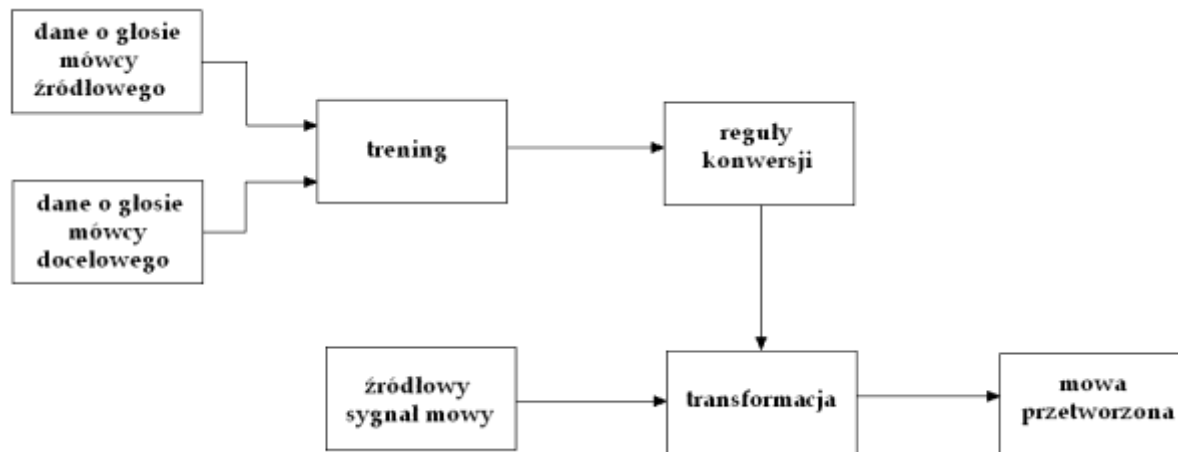 dane o głosie
mówcy
źródłowego
trening
reguły
konwersji
dane o głosie
mówcy
docelowego
źródłowy
sygnał mowy
transformacja
mowa
przetworzona